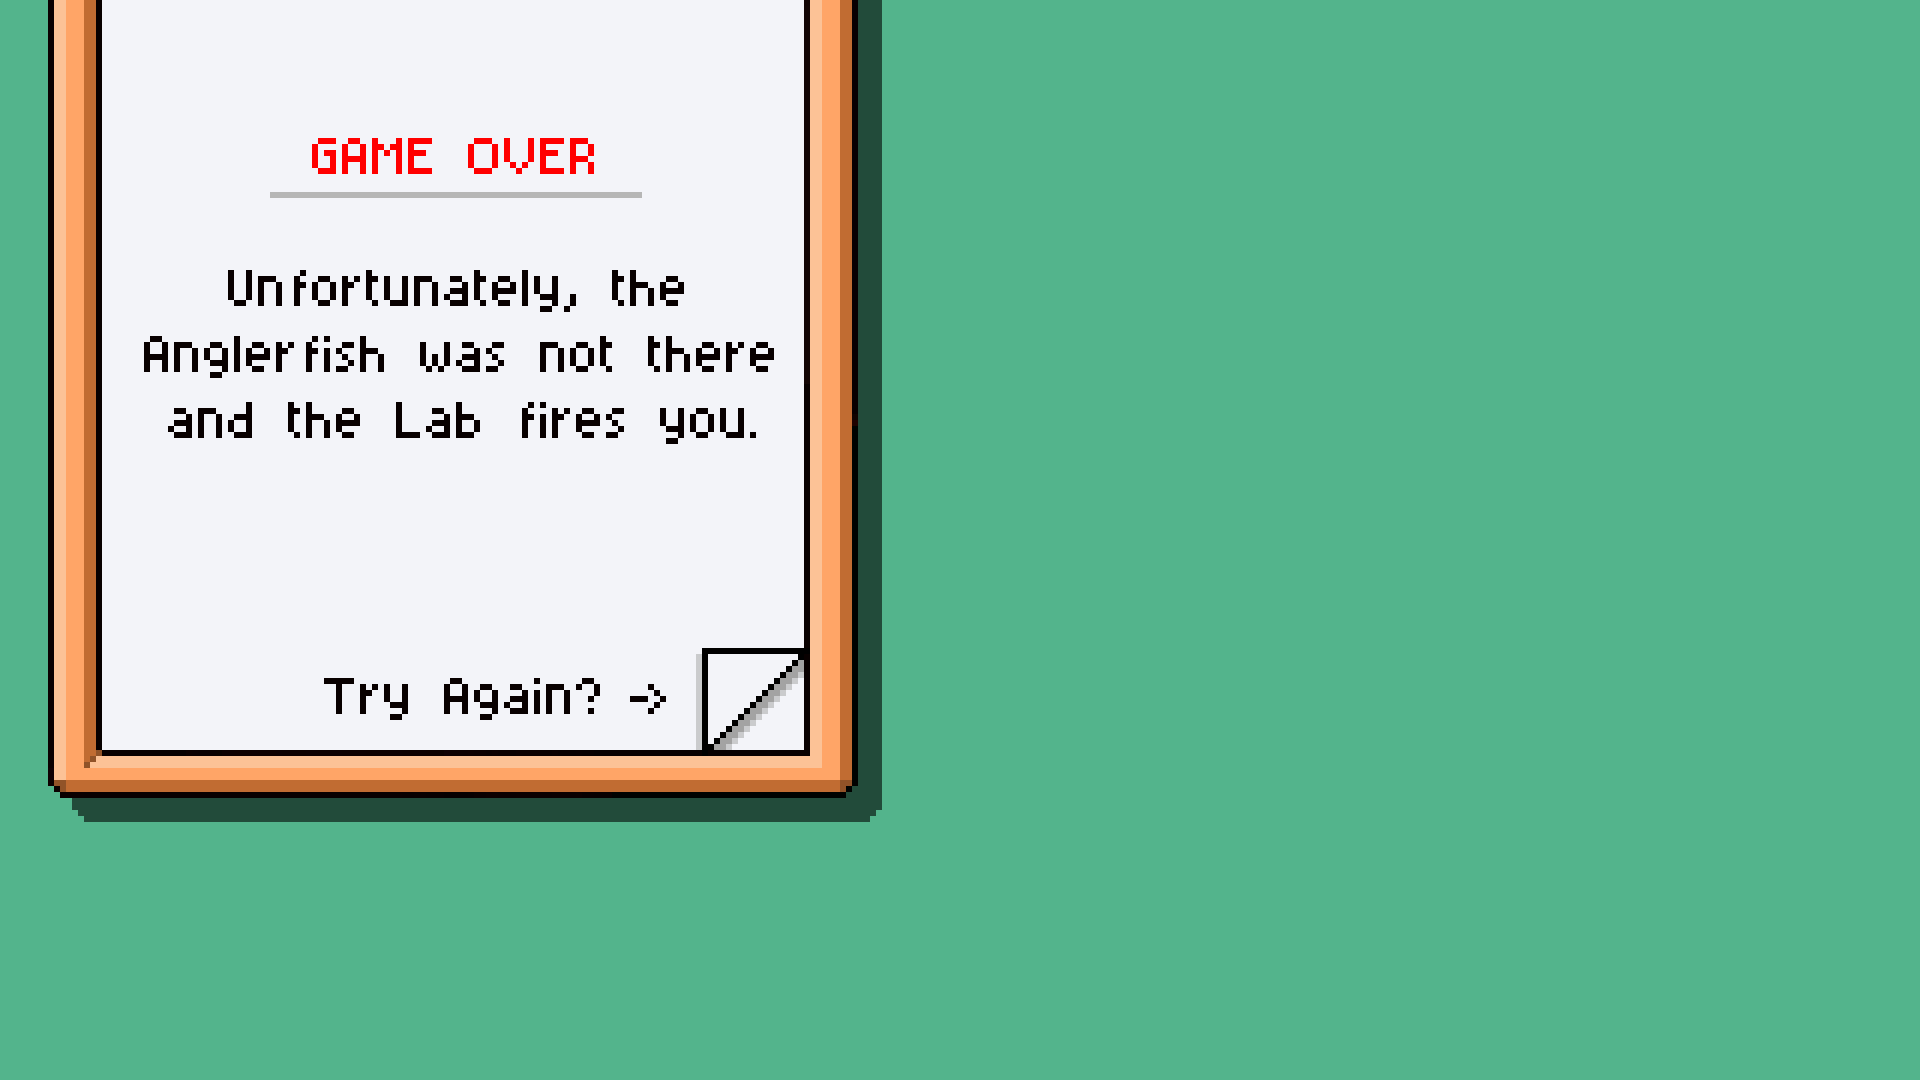 GAME OVER
Unfortunately, the
Anglerfish was not there
and the Lab fires you.
Try Again? ->